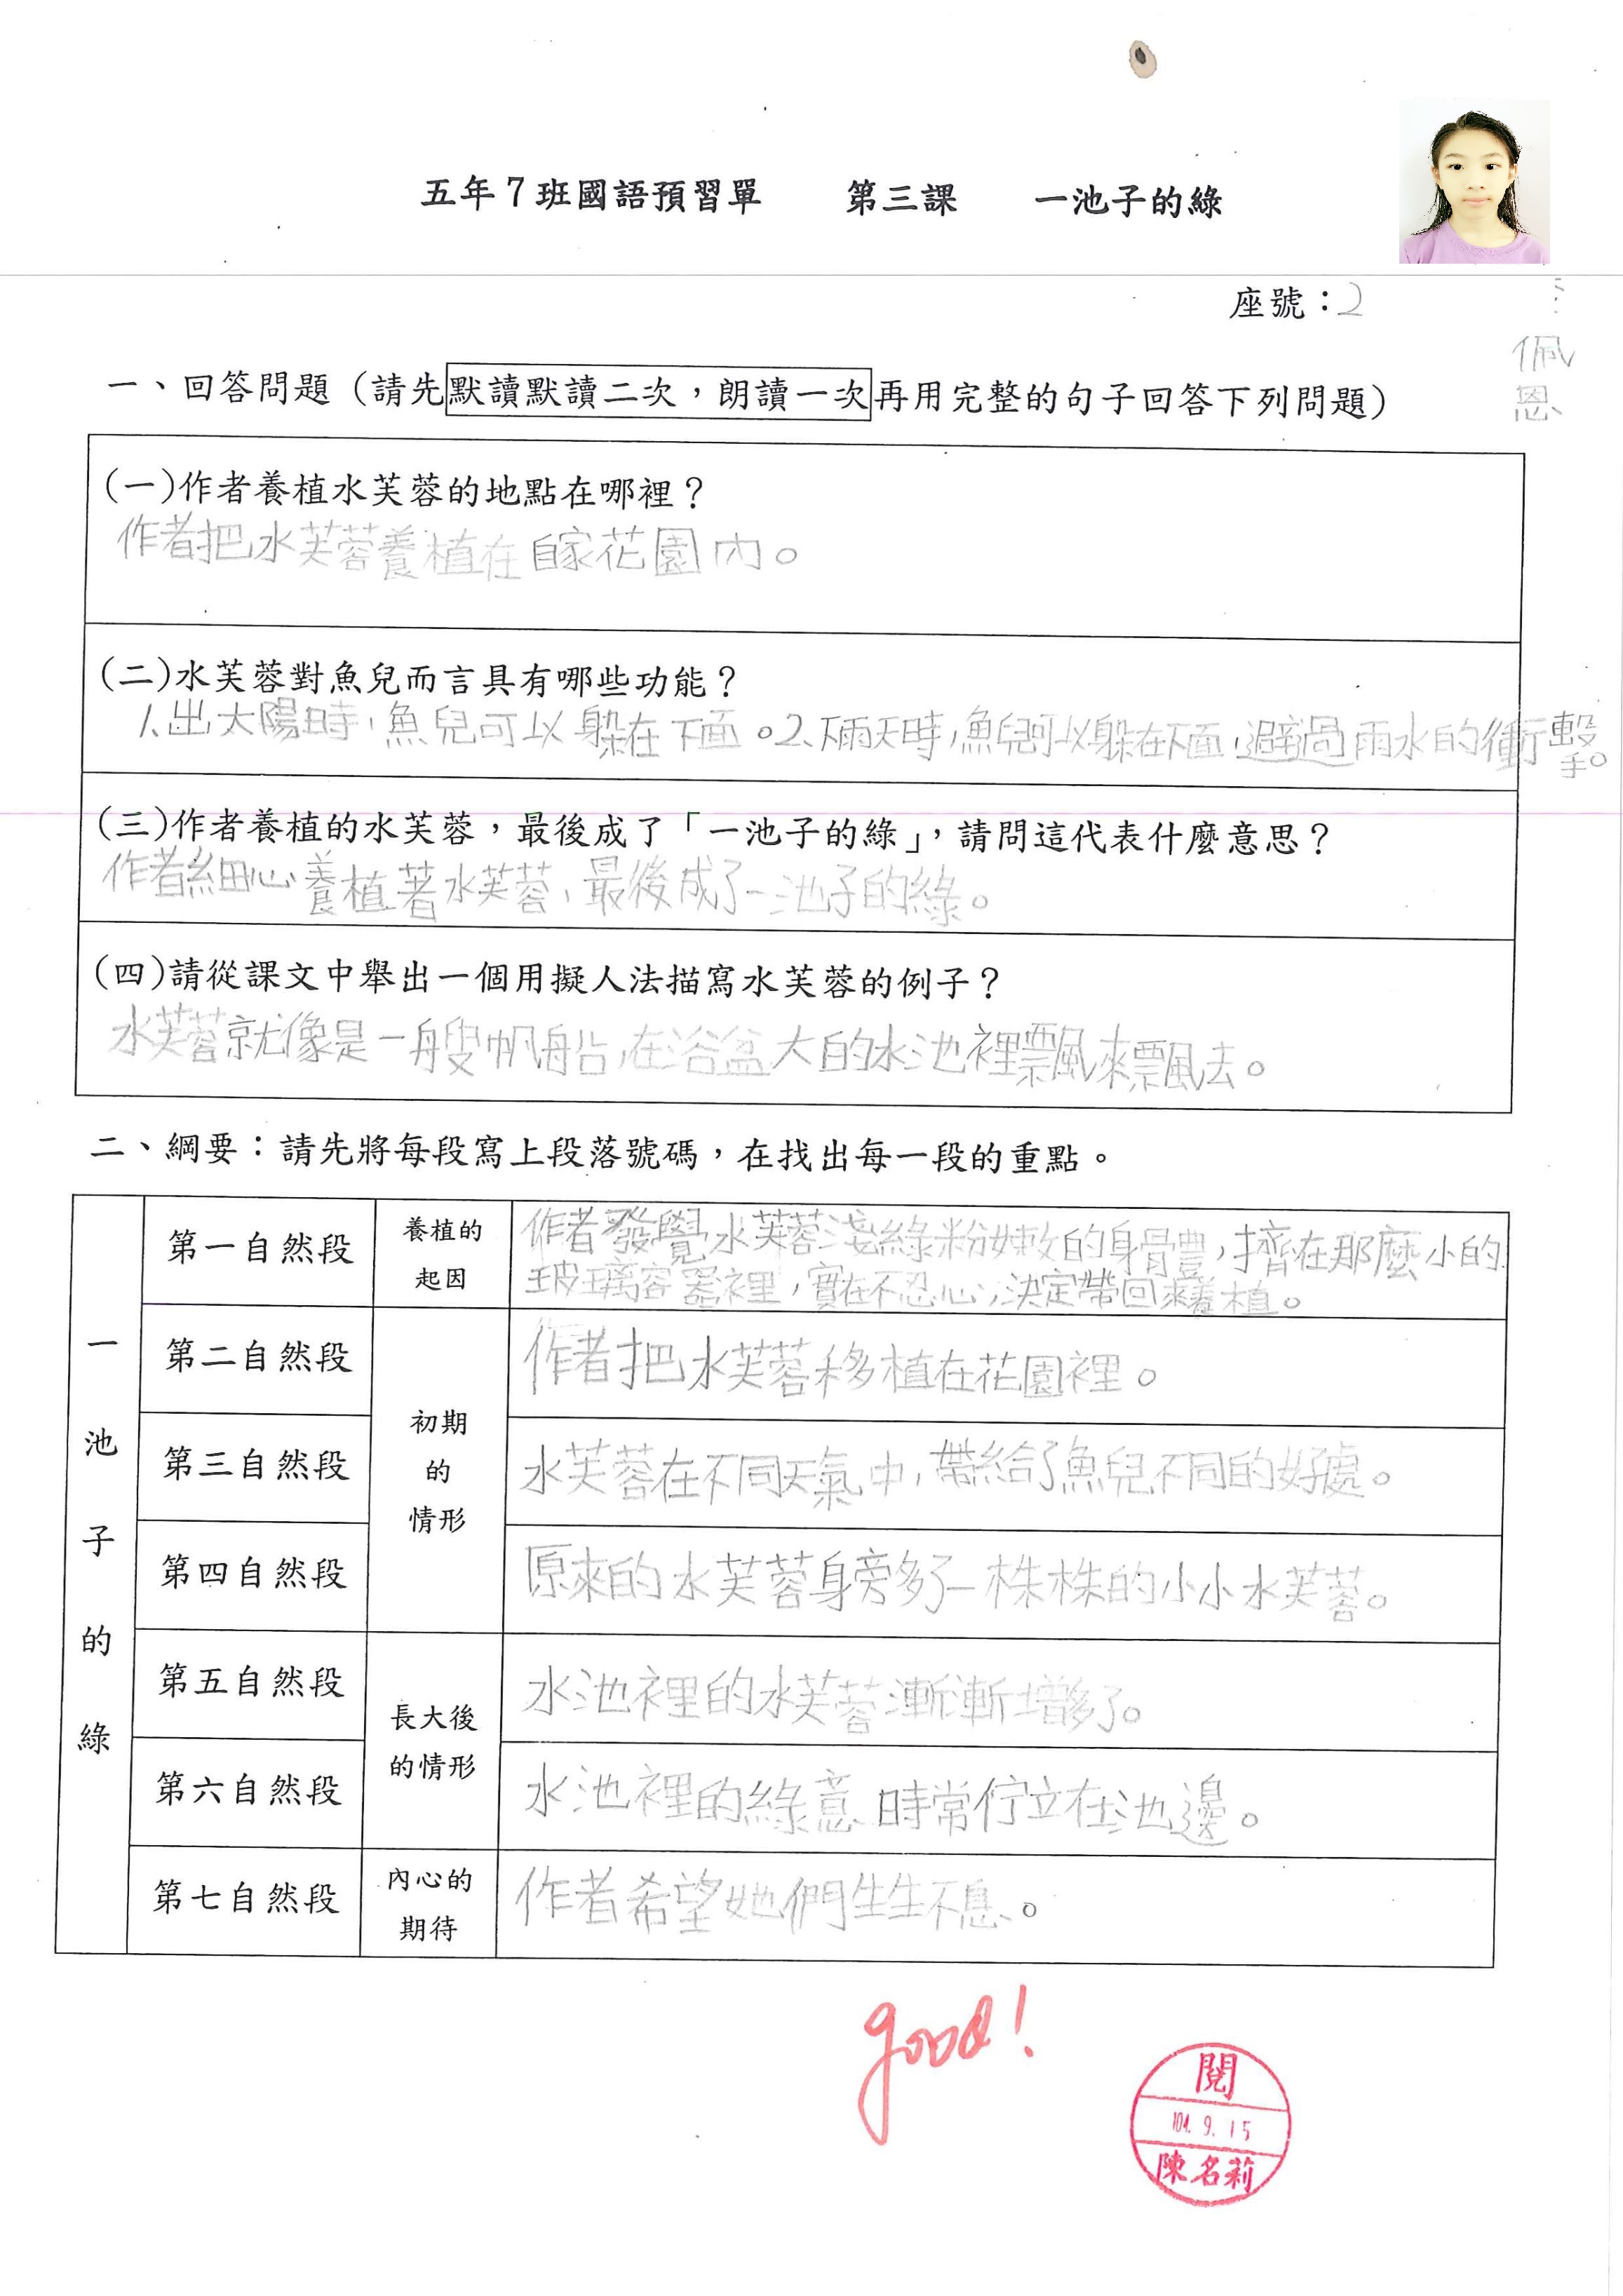 五年7班國語預習單 第三課 一池子的綠
座號：2
佩恩
一、回答問題（請先默讀默讀二次，朗讀一次再用完整的句子回答下列問題）
(一)作者養植水芙蓉的地點在哪裡？
作者把水芙蓉養植在自家花園內。
(二)水芙蓉對魚兒而言具有哪些功能？
1、出太陽時，魚兒可以躲在下面。2、下雨天時，魚兒可以躲在下面，避過雨水的衝擊。
(三)作者養植的水芙蓉，最後成了「一池子的綠」，請問這代表什麼意思？
作者細心養植著水芙蓉，最後成了一池子的綠。
(四)請從課文中舉出一個用擬人法描寫水芙蓉的例子？
水芙蓉就像是一艘帆船，在浴盆大的水池裡飄來飄去。
二、綱要：請先將每段寫上段落號碼，在找出每一段的重點。
一池子的綠
第一自然段
養植的
起因
作者發覺水芙蓉淺綠粉嫩的身體，擠在那麼小的
玻璃容器裡，實在不忍心，決定帶回來養植。
第二自然段
作者把水芙蓉移植在花園裡。
初期
的
情形
第三自然段
水芙蓉在不同天氣中，帶給了魚兒不同的好處。
第四自然段
原來的水芙蓉身旁多了一株株的小小水芙蓉。
第五自然段
水池裡的水芙蓉漸漸增多了。
長大後
的情形
第六自然段
水池裡的綠意時常佇立在池邊。
第七自然段
內心的
期待
作者希望她們生生不息。
good!
閱
104. 9. 15
陳名莉